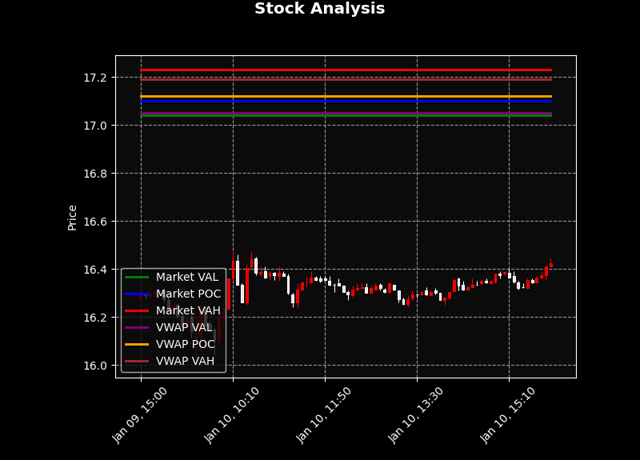 Stock Analysis
Price
17.2
17.0
16.8
16.6
16.4
16.2
16.0
Market VAL
Market POC
Market VAH
VWAP VAL
VWAP POC
VWAP VAH
Jan 09, 15:00
Jan 10, 10:10
Jan 10, 11:50
Jan 10, 13:30
Jan 10, 15:10